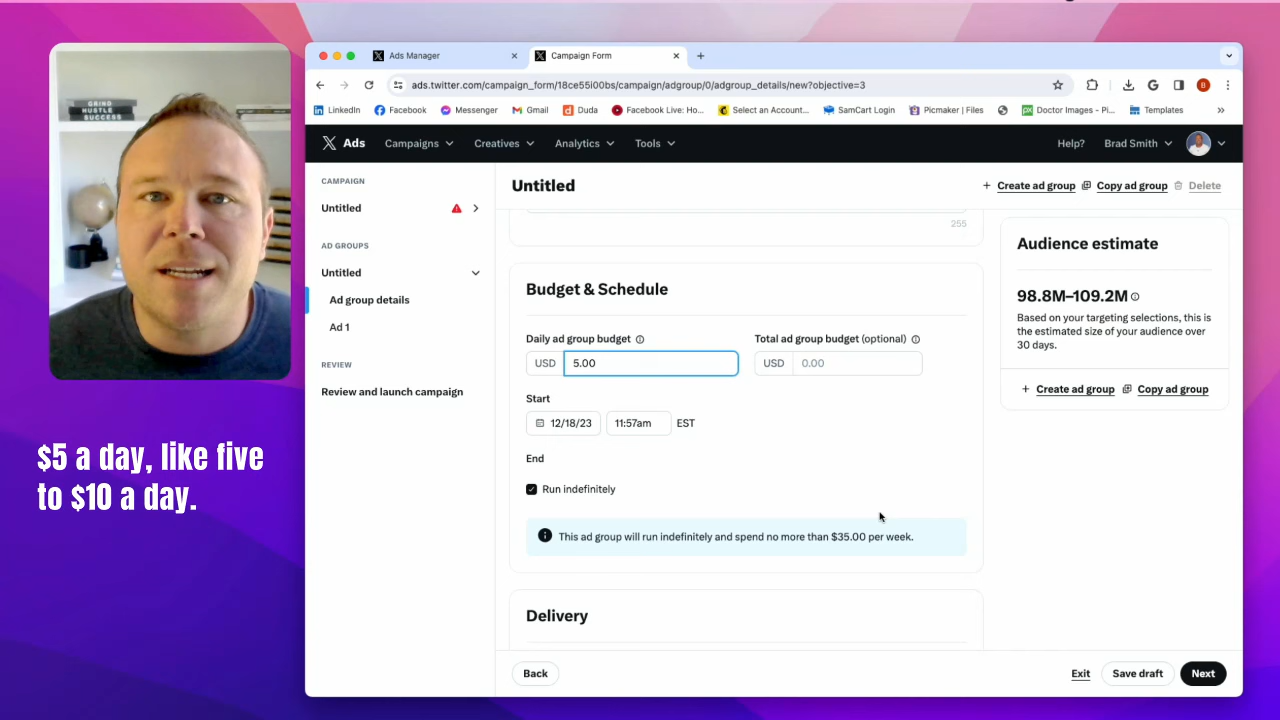 GRIND
HUSTLE
SUCCESS
$5 a day, like five
to $10 a day.
Ads Manager
Campaign Form
ads.twitter.com/campaign_form/18ce55i00bs/campaign/adgroup/0/adgroup_details/new?objective=3
B
LinkedIn
Facebook
Messenger
Gmail
Duda
Facebook Live: Ho...
Select an Account...
SamCart Login
Picmaker | Files
Doctor Images - Pi...
Templates
»
X Ads
Campaigns
Creatives
Analytics
Tools
Help?
Brad Smith
CAMPAIGN
Untitled
AD GROUPS
Untitled
Ad group details
Ad 1
REVIEW
Review and launch campaign
Untitled
+ Create ad group
Copy ad group
Delete
255
Budget & Schedule
Daily ad group budget
USD 5.00
Total ad group budget (optional)
USD 0.00
Start
12/18/23 11:57am EST
End
Run indefinitely
This ad group will run indefinitely and spend no more than $35.00 per week.
Delivery
Audience estimate
98.8M–109.2M
Based on your targeting selections, this is
the estimated size of your audience over
30 days.
+ Create ad group
Copy ad group
Back
Exit
Save draft
Next